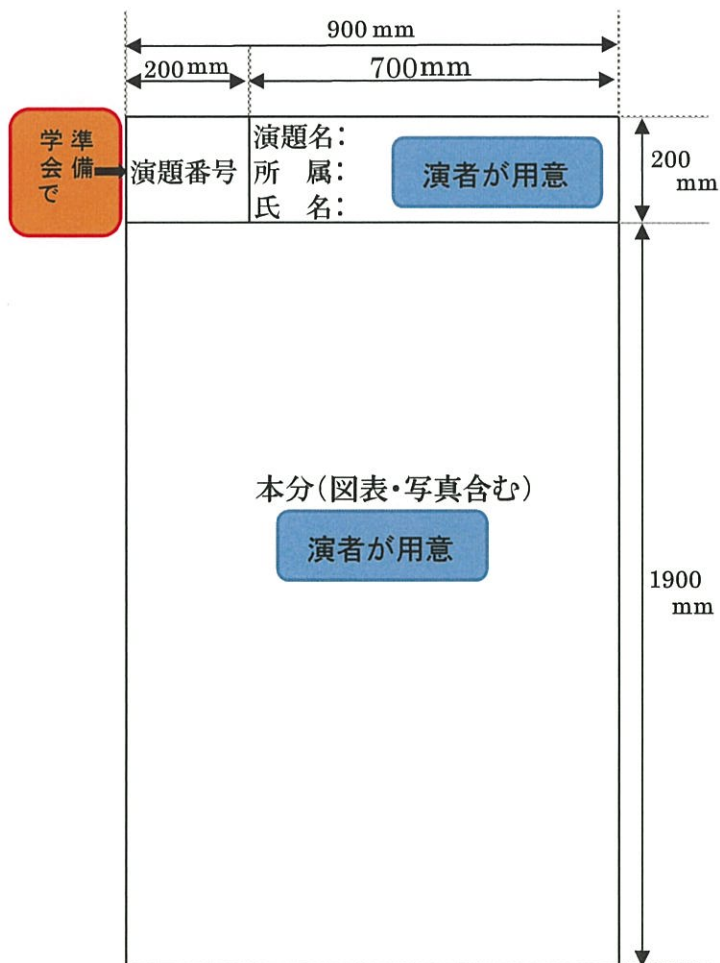 900 mm
200 mm
700mm
準備
学会で
演題番号
演題名：
所　属：
氏　名：
演者が用意
200
mm
本分(図表・写真含む)
演者が用意
1900
mm